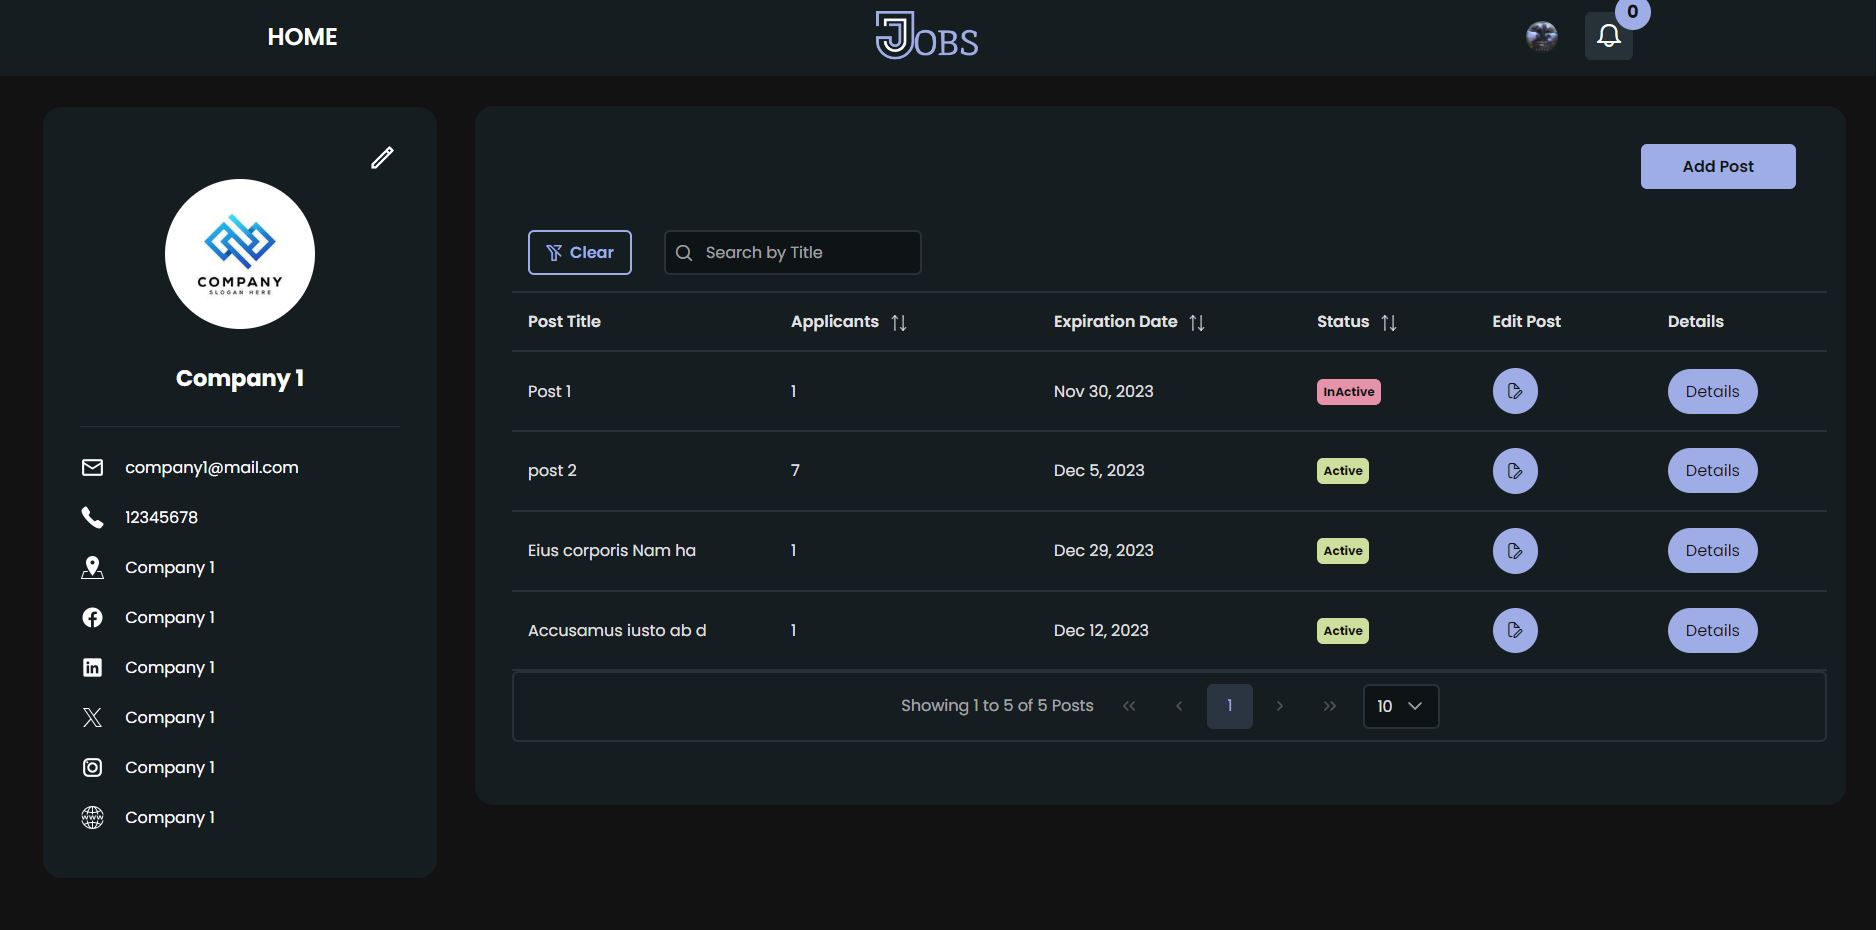 HOME
JOBS
0
Add Post
COMPANY
SLOGAN HERE
Company 1
company1@mail.com
12345678
Company 1
Company 1
Company 1
Company 1
Company 1
Company 1
Clear
Search by Title
Post Title Applicants Expiration Date Status Edit Post Details
Post 1 1 Nov 30, 2023 InActive Details
post 2 7 Dec 5, 2023 Active Details
Eius corporis Nam ha 1 Dec 29, 2023 Active Details
Accusamus iusto ab d 1 Dec 12, 2023 Active Details
Showing 1 to 5 of 5 Posts « ‹ 1 › » 10